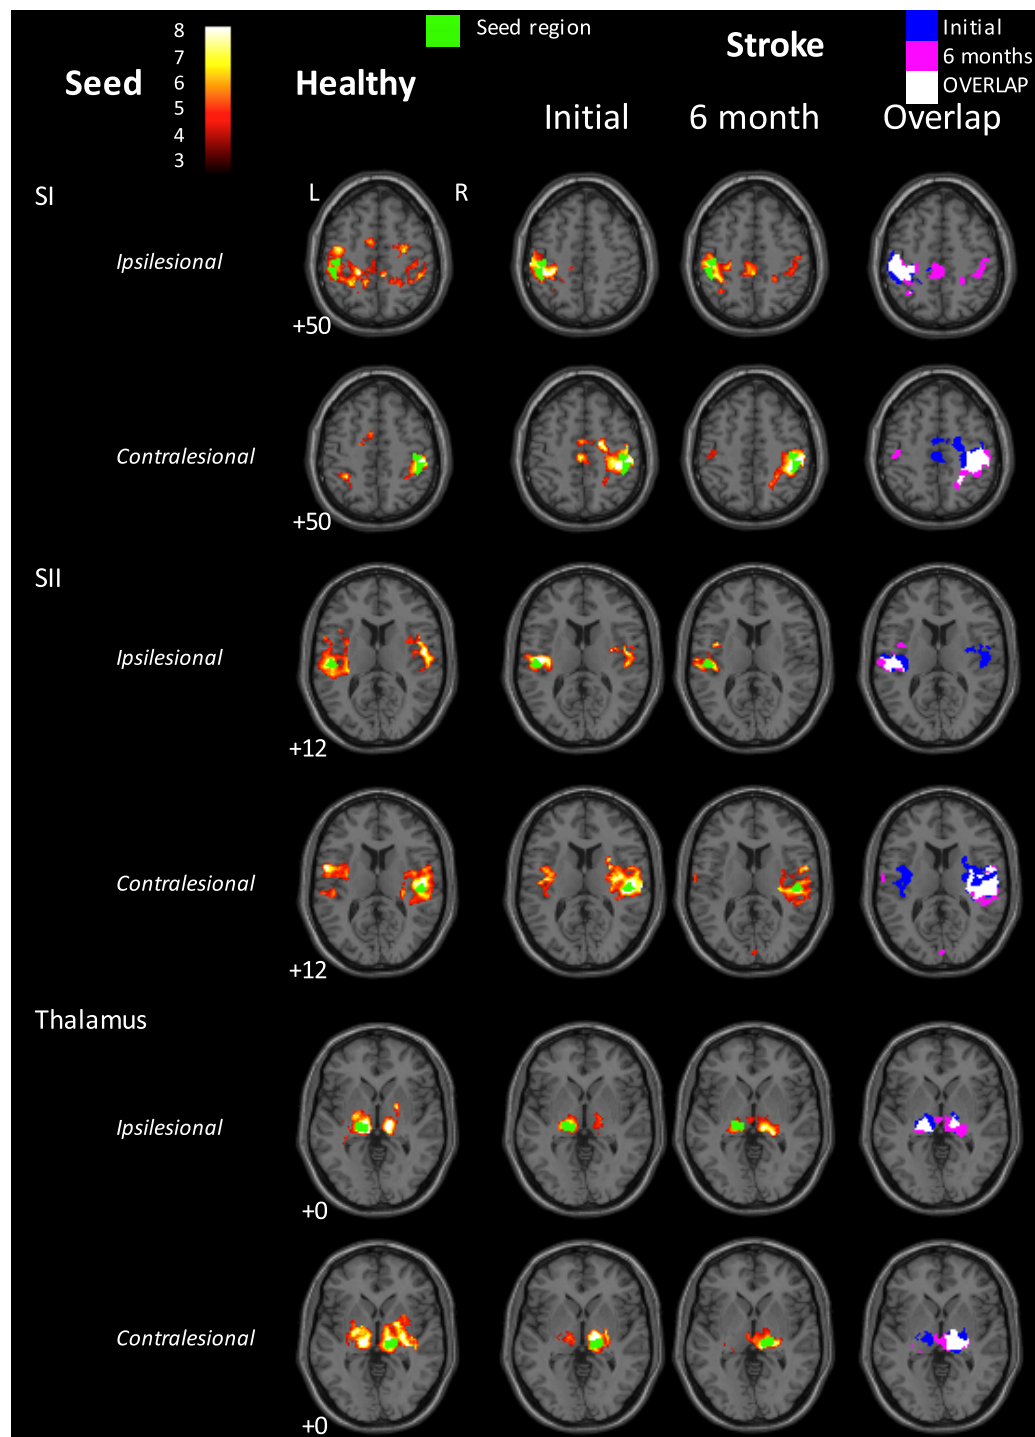 8
7
6
5
4
3
Seed region
Stroke
Initial
6 months
OVERLAP
Seed
Healthy
Initial
6 month
Overlap
SI
L
R
Ipsilesional
+50
Contralesional
+50
SII
Ipsilesional
+12
Contralesional
+12
Thalamus
Ipsilesional
+0
Contralesional
+0